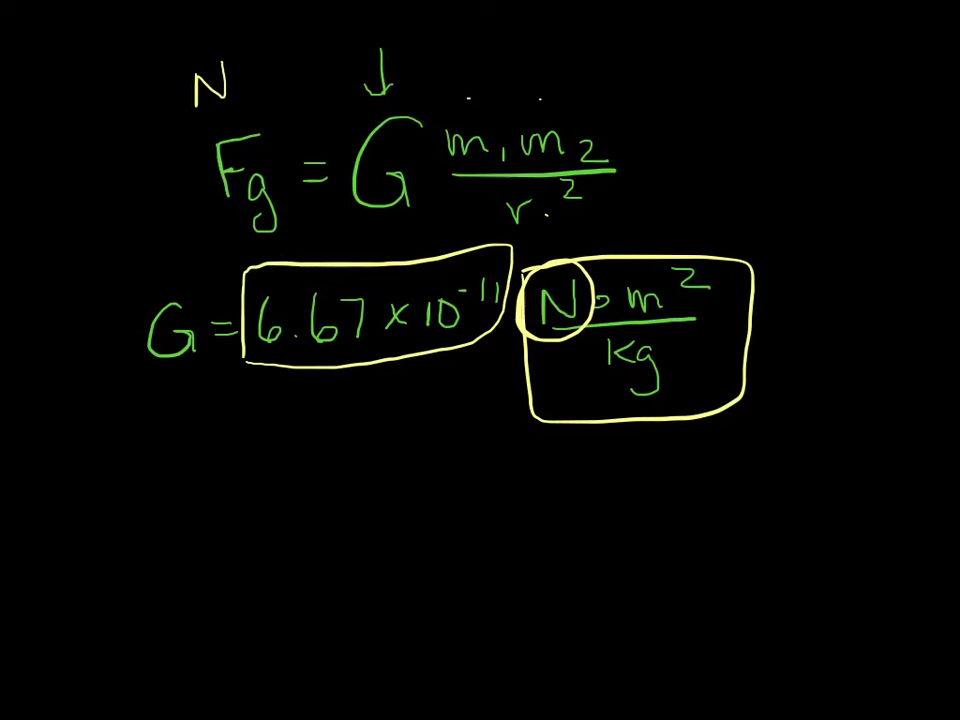 N ↓
Fg = G m₁m₂ / r²
G = 6.67 × 10⁻¹¹ N · m² / kg